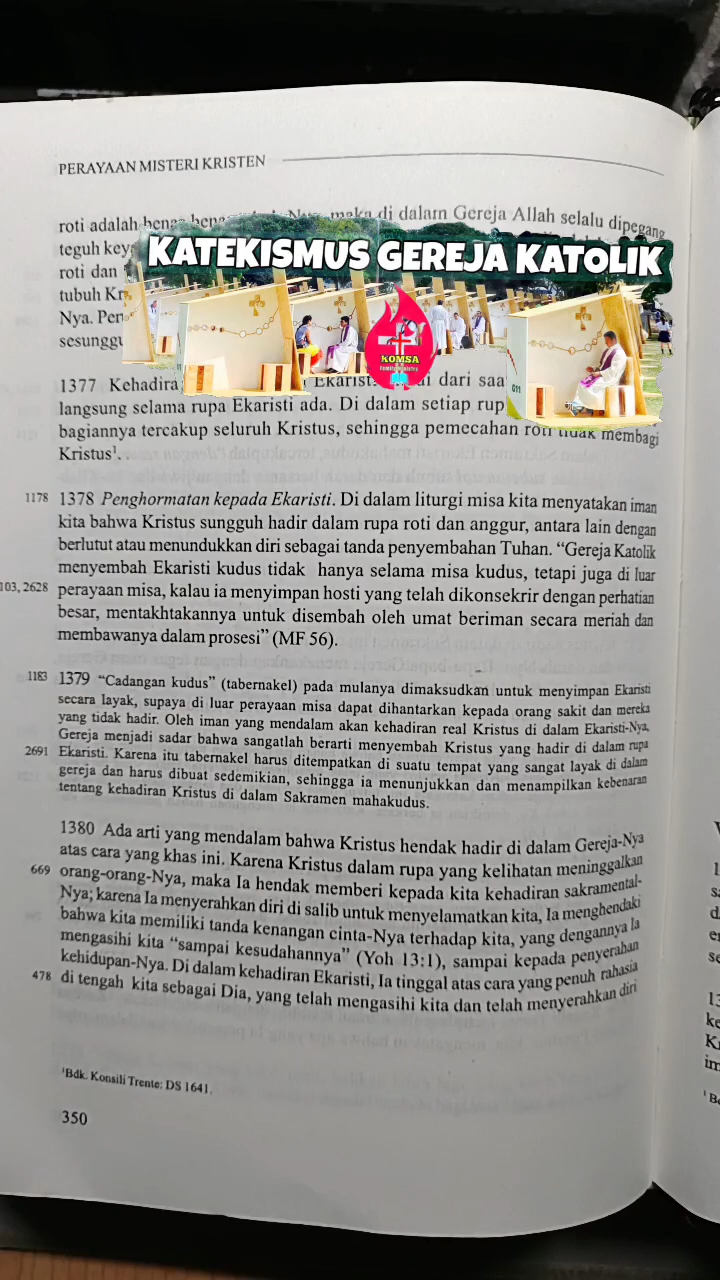 PERAYAAN MISTERI KRISTEN
roti adalah maka di dalam Gereja Allah selalu dipegang
teguh
roti dan
tubuh
Nya.
KATEKISMUS GEREJA KATOLIK
KOMSA
Family Ministry
011
1377 dari
langsung selama rupa Ekaristi ada. Di dalam setiap
bagiannya tercakup seluruh Kristus, sehingga pemecahan roti tidak membagi
Kristus¹.
1178 1378 Penghormatan kepada Ekaristi. Di dalam liturgi misa kita menyatakan iman
kita bahwa Kristus sungguh hadir dalam rupa roti dan anggur, antara lain dengan
berlutut atau menundukkan diri sebagai tanda penyembahan Tuhan. “Gereja Katolik
menyembah Ekaristi kudus tidak hanya selama misa kudus, tetapi juga di luar
103, 2628 perayaan misa, kalau ia menyimpan hosti yang telah dikonsekrir dengan perhatian
besar, mentakhtakannya untuk disembah oleh umat beriman secara meriah dan
membawanya dalam prosesi” (MF 56).
1183 1379 “Cadangan kudus” (tabernakel) pada mulanya dimaksudkan untuk menyimpan Ekaristi
secara layak, supaya di luar perayaan misa dapat dihantarkan kepada orang sakit dan mereka
yang tidak hadir. Oleh iman yang mendalam akan kehadiran real Kristus di dalam Ekaristi-Nya,
Gereja menjadi sadar bahwa sangatlah berarti menyembah Kristus yang hadir di dalam rupa
2691 Ekaristi. Karena itu tabernakel harus ditempatkan di suatu tempat yang sangat layak di dalam
gereja dan harus dibuat sedemikian, sehingga ia menunjukkan dan menampilkan kebenaran
tentang kehadiran Kristus di dalam Sakramen mahakudus.
1380 Ada arti yang mendalam bahwa Kristus hendak hadir di dalam Gereja-Nya
atas cara yang khas ini. Karena Kristus dalam rupa yang kelihatan meninggalkan
669 orang-orang-Nya, maka Ia hendak memberi kepada kita kehadiran sakramental-
Nya; karena Ia menyerahkan diri di salib untuk menyelamatkan kita, Ia menghendaki
bahwa kita memiliki tanda kenangan cinta-Nya terhadap kita, yang dengannya Ia
mengasihi kita “sampai kesudahannya” (Yoh 13:1), sampai kepada penyerahan
kehidupan-Nya. Di dalam kehadiran Ekaristi, Ia tinggal atas cara yang penuh rahasia
478 di tengah kita sebagai Dia, yang telah mengasihi kita dan telah menyerahkan diri
¹Bdk. Konsili Trente: DS 1641.
350